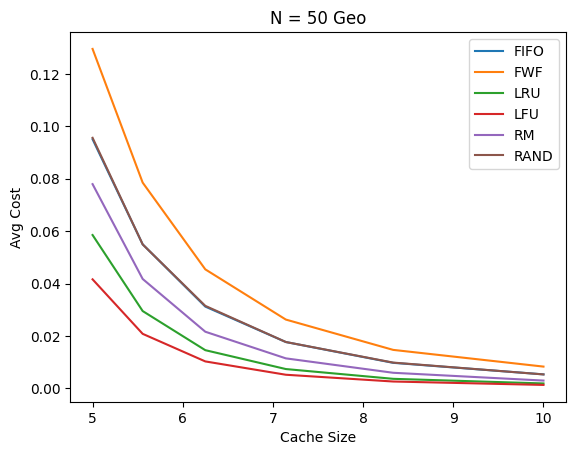 N = 50 Geo
FIFO
FWF
LRU
LFU
RM
RAND
Avg Cost
0.12
0.10
0.08
0.06
0.04
0.02
0.00
5
6
7
8
9
10
Cache Size